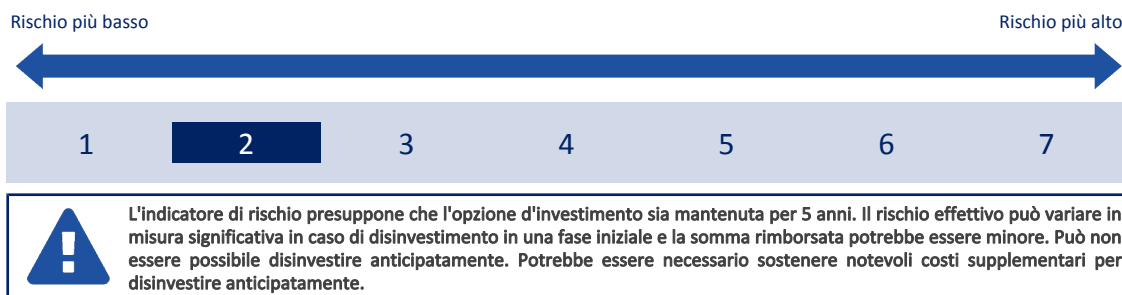 Rischio più basso
Rischio più alto
1 2 3 4 5 6 7
L'indicatore di rischio presuppone che l'opzione d'investimento sia mantenuta per 5 anni. Il rischio effettivo può variare in
misura significativa in caso di disinvestimento in una fase iniziale e la somma rimborsata potrebbe essere minore. Può non
essere possibile disinvestire anticipatamente. Potrebbe essere necessario sostenere notevoli costi supplementari per
disinvestire anticipatamente.